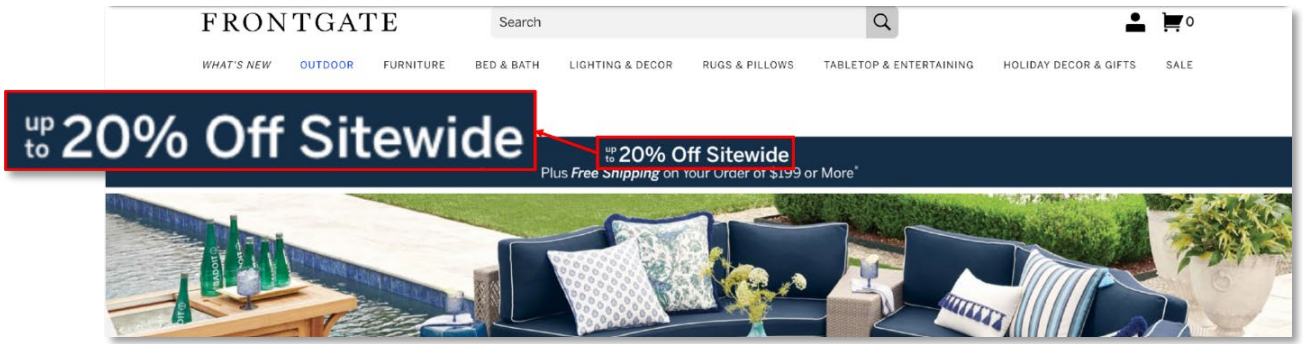 FRONTGATE
Search
0
WHAT'S NEW OUTDOOR FURNITURE BED & BATH LIGHTING & DECOR RUGS & PILLOWS TABLETOP & ENTERTAINING HOLIDAY DECOR & GIFTS SALE
up to 20% Off Sitewide
up to 20% Off Sitewide
Plus Free Shipping on Your Order of $199 or More*
BADOIT